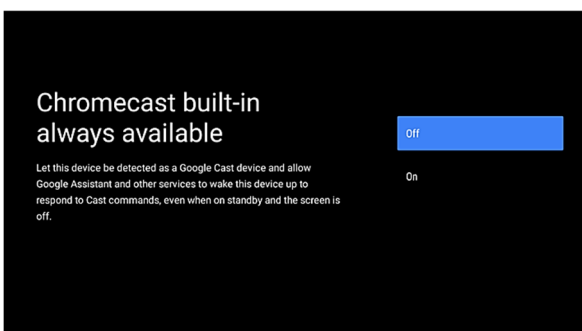 Chromecast built-in
always available
Let this device be detected as a Google Cast device and allow
Google Assistant and other services to wake this device up to
respond to Cast commands, even when on standby and the screen is
off.
Off
On